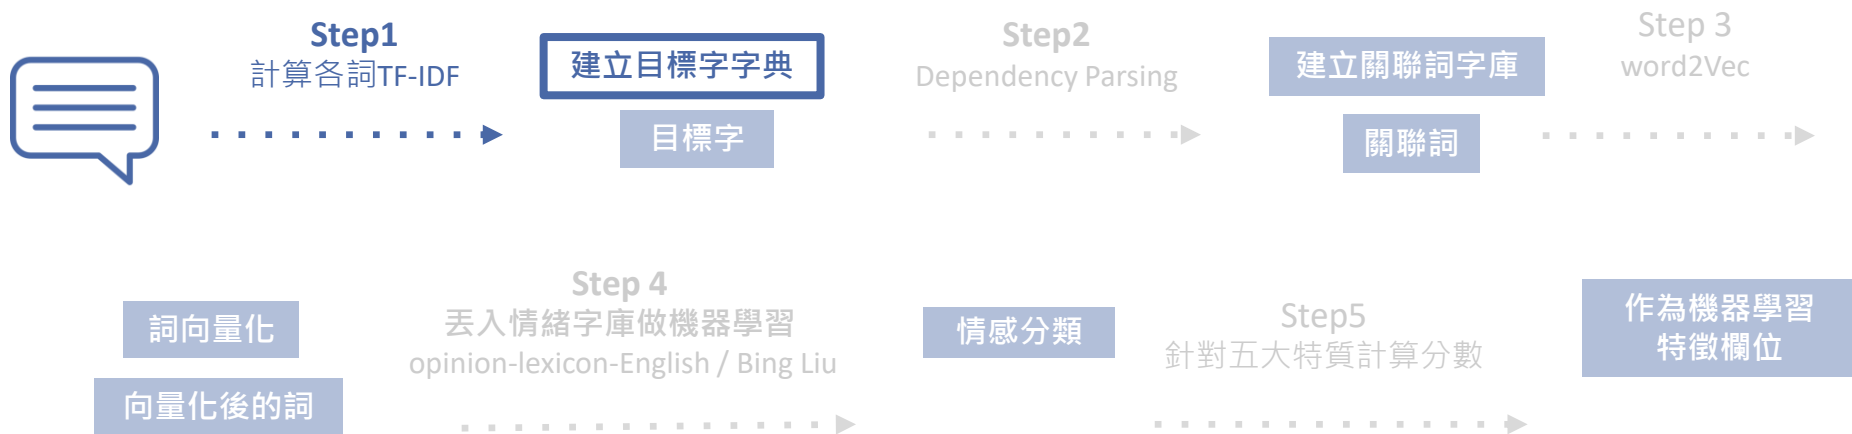 Step1
計算各詞TF-IDF
建立目標字字典
目標字
Step2
Dependency Parsing
建立關聯詞字庫
關聯詞
Step 3
word2Vec
詞向量化
向量化後的詞
Step 4
丟入情緒字庫做機器學習
opinion-lexicon-English / Bing Liu
情感分類
Step5
針對五大特質計算分數
作為機器學習
特徵欄位